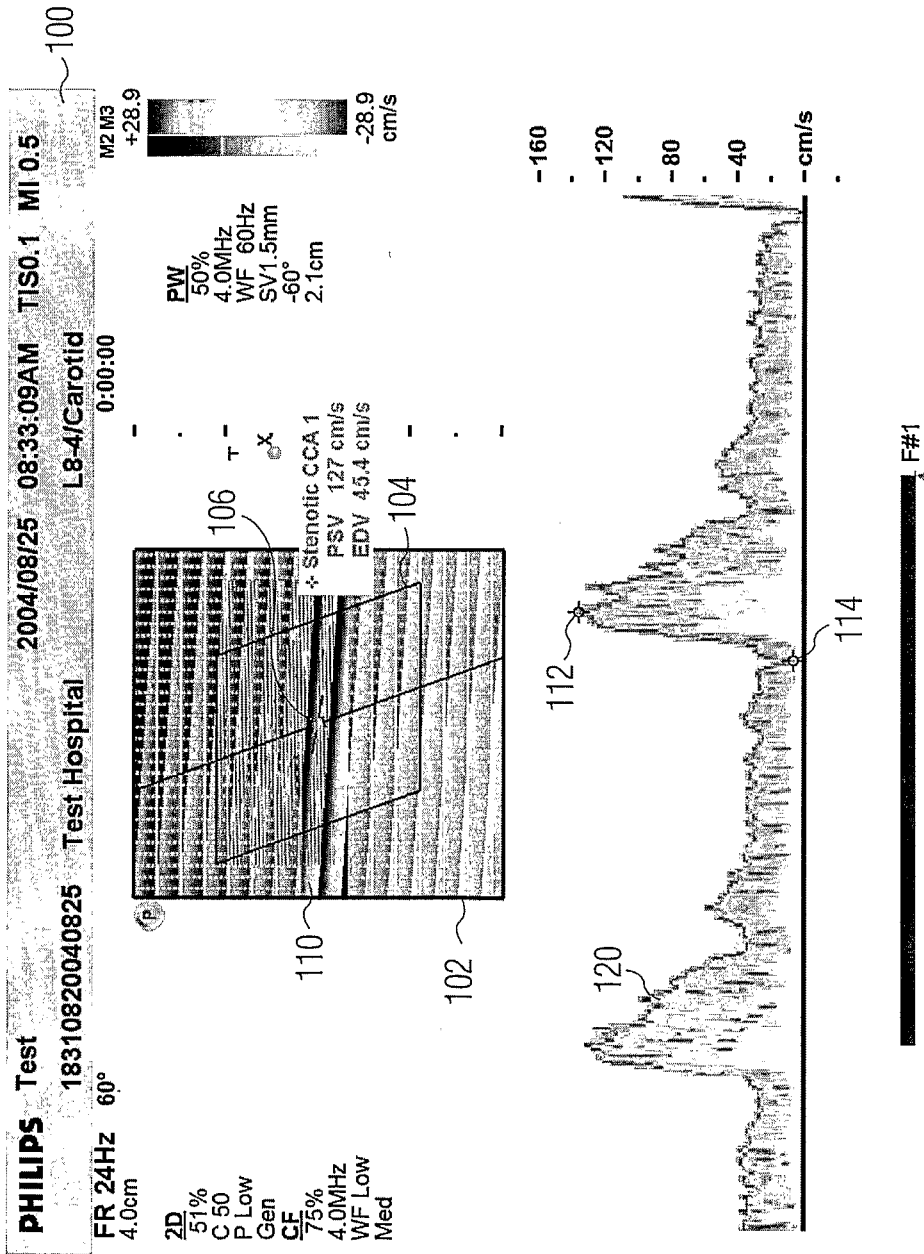 PHILIPS Test 2004/08/25 08:33:09AM TIS0.1 MI 0.5
18310820040825 Test Hospital L8-4/Carotid
100
FR 24Hz 60°
4.0cm
0:00:00
M2 M3
+28.9
-28.9
cm/s
2D
51%
C 50
P Low
Gen
CF
75%
4.0MHz
WF Low
Med
P
PW
50%
4.0MHz
WF 60Hz
SV1.5mm
-60°
2.1cm
106
T
X
Stenotic CCA 1
PSV 127 cm/s
EDV 45.4 cm/s
104
110
102
112
114
120
-160
-120
-80
-40
-cm/s
F#1